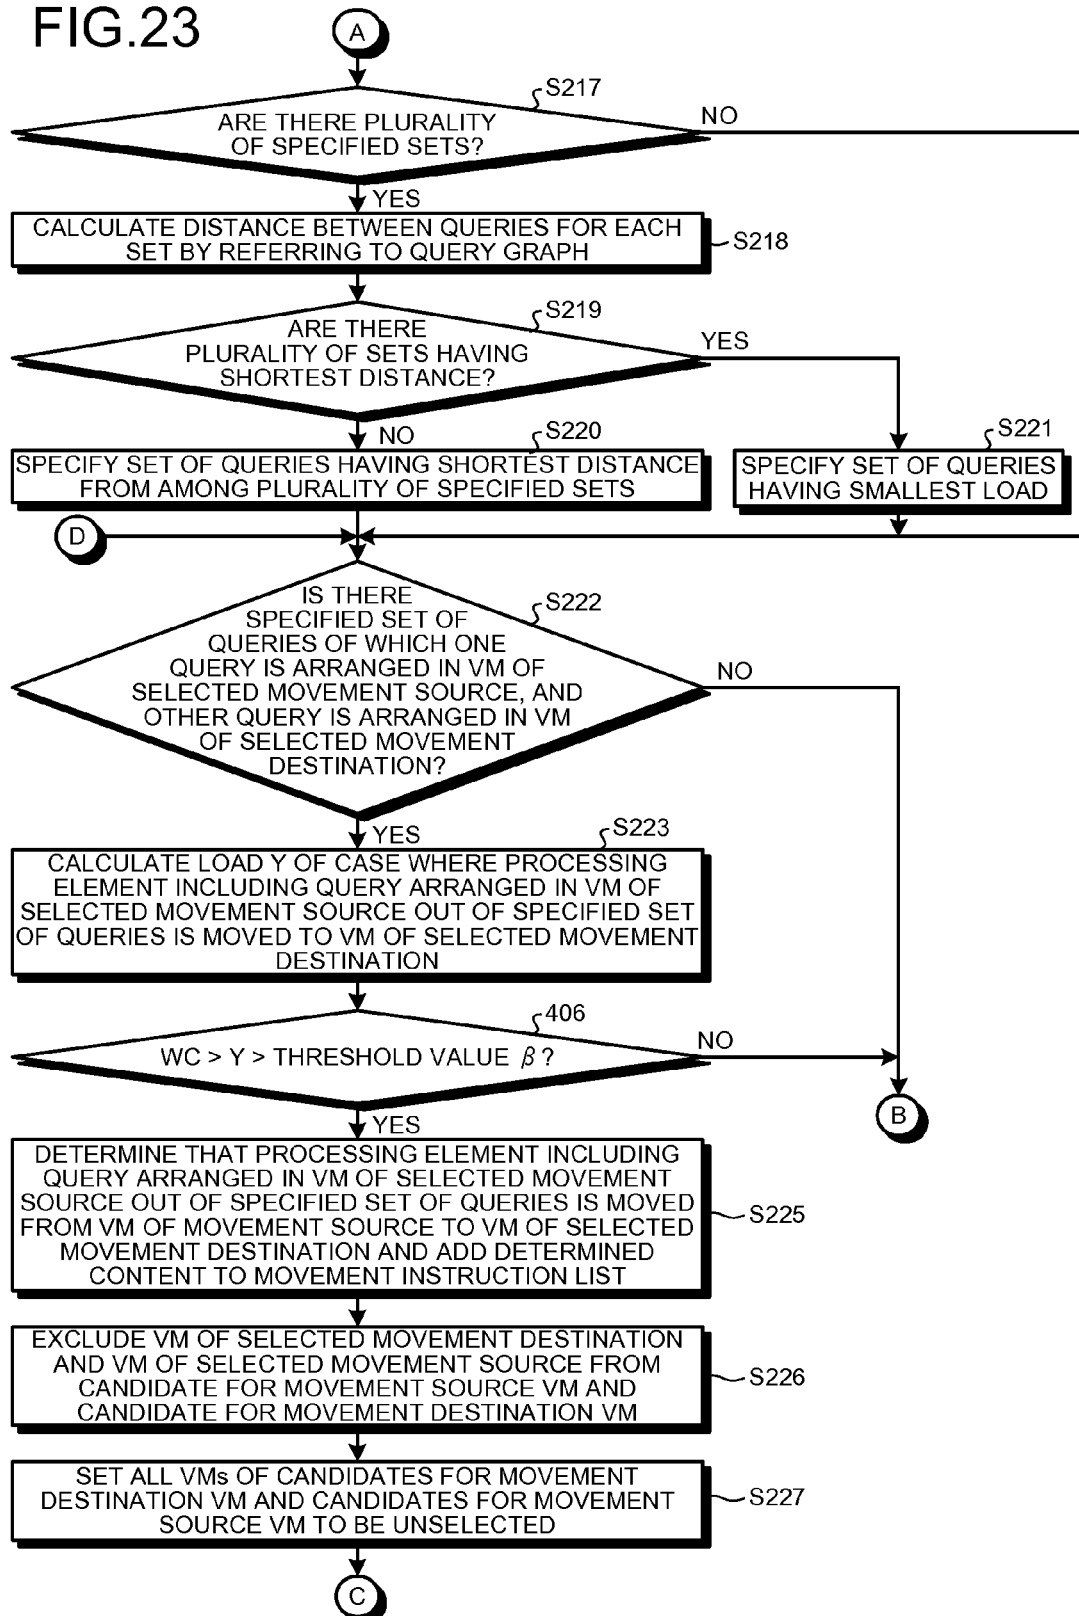 FIG.23
A
S217
ARE THERE PLURALITY
OF SPECIFIED SETS?
NO
YES
CALCULATE DISTANCE BETWEEN QUERIES FOR EACH
SET BY REFERRING TO QUERY GRAPH
S218
S219
ARE THERE
PLURALITY OF SETS HAVING
SHORTEST DISTANCE?
YES
NO
S220
SPECIFY SET OF QUERIES HAVING SHORTEST DISTANCE
FROM AMONG PLURALITY OF SPECIFIED SETS
S221
SPECIFY SET OF QUERIES
HAVING SMALLEST LOAD
D
S222
IS THERE
SPECIFIED SET OF
QUERIES OF WHICH ONE
QUERY IS ARRANGED IN VM OF
SELECTED MOVEMENT SOURCE, AND
OTHER QUERY IS ARRANGED IN VM
OF SELECTED MOVEMENT
DESTINATION?
NO
YES
S223
CALCULATE LOAD Y OF CASE WHERE PROCESSING
ELEMENT INCLUDING QUERY ARRANGED IN VM OF
SELECTED MOVEMENT SOURCE OUT OF SPECIFIED SET
OF QUERIES IS MOVED TO VM OF SELECTED MOVEMENT
DESTINATION
406
WC > Y > THRESHOLD VALUE β?
NO
B
YES
DETERMINE THAT PROCESSING ELEMENT INCLUDING
QUERY ARRANGED IN VM OF SELECTED MOVEMENT
SOURCE OUT OF SPECIFIED SET OF QUERIES IS MOVED
FROM VM OF MOVEMENT SOURCE TO VM OF SELECTED
MOVEMENT DESTINATION AND ADD DETERMINED
CONTENT TO MOVEMENT INSTRUCTION LIST
S225
EXCLUDE VM OF SELECTED MOVEMENT DESTINATION
AND VM OF SELECTED MOVEMENT SOURCE FROM
CANDIDATE FOR MOVEMENT SOURCE VM AND
CANDIDATE FOR MOVEMENT DESTINATION VM
S226
SET ALL VMs OF CANDIDATES FOR MOVEMENT
DESTINATION VM AND CANDIDATES FOR MOVEMENT
SOURCE VM TO BE UNSELECTED
S227
C